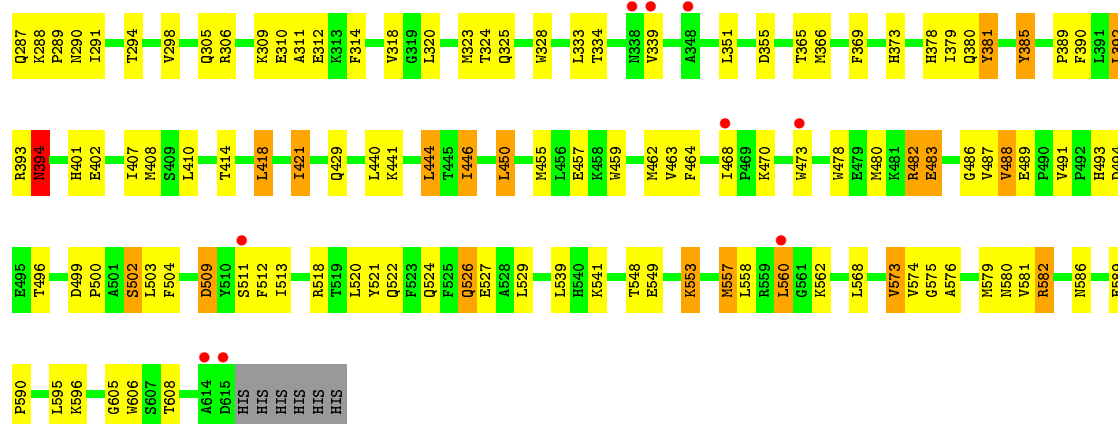 Q287 K288 P289 N290 I291 T294 V298 Q305 R306 K309 E310 A311 E312 K313 F314 V318 G319 L320 M323 T324 Q325 W328 L333 T334 N338 V339 A348 L351 D355 T365 M366 F369 H373 H378 I379 Q380 Y381 Y385 P389 F390 L391
R393 N394 H401 E402 I407 M408 S409 L410 T414 L418 I421 Q429 L440 K441 L444 T445 I446 L450 M455 L456 E457 K458 W459 M462 V463 F464 I468 P469 K470 W473 W478 E479 M480 K481 R482 E483 G486 V487 V488 E489 P490 V491 P492 H493 D494
E495 T496 D499 P500 A501 S502 L503 F504 D509 Y510 S511 F512 I513 R518 T519 L520 Y521 Q522 F523 Q524 F525 Q526 E527 A528 L529 L539 H540 K541 T548 E549 K553 M557 L558 R559 L560 G561 K562 L568 V573 V574 G575 A576 M579 N580 V581 R582 N586
P590 L595 K596 G605 W606 S607 T608 A614 D615 HIS HIS HIS HIS HIS HIS